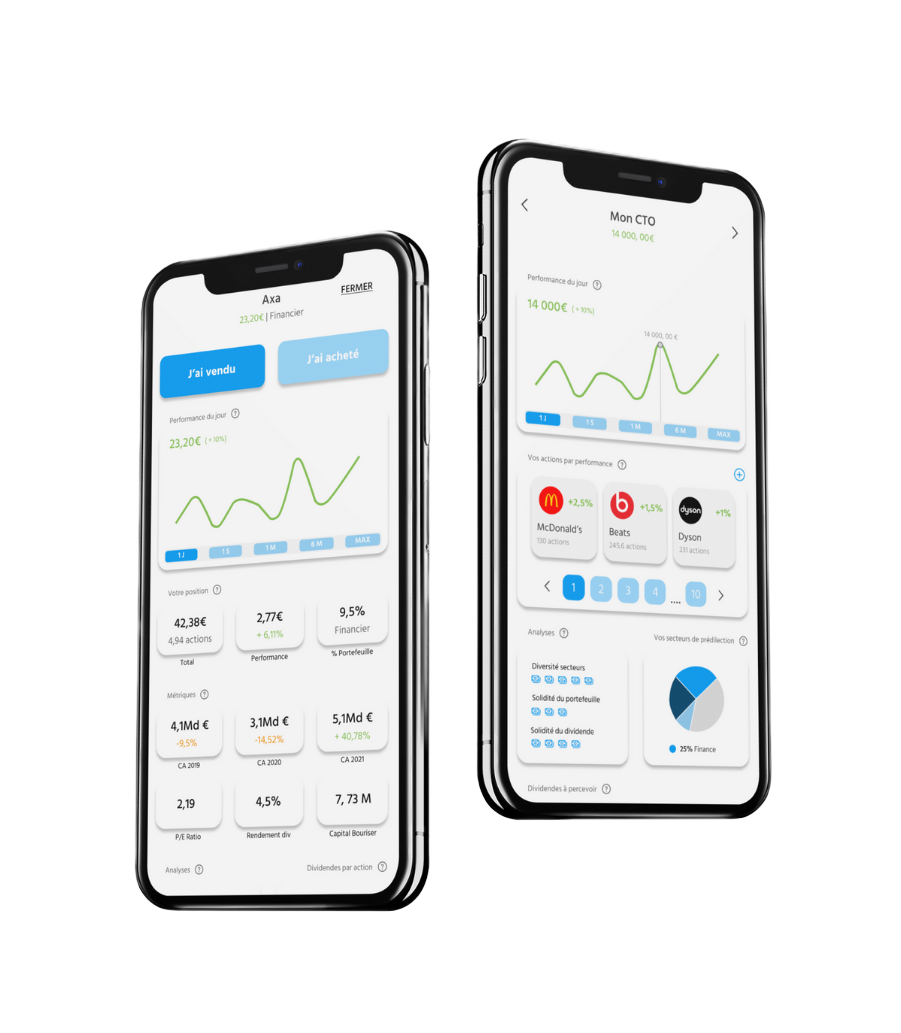 Axa
FERMER
23,20€ | Financier
J'ai vendu
J'ai acheté
Performance du jour ?
23,20€ ( + 10%)
1 J
1 S
1 M
6 M
MAX
Votre position ?
42,38€
4,94 actions
Total
2,77€
+ 6,11%
Performance
9,5%
Financier
% Portefeuille
Métriques ?
4,1Md €
-9,5%
CA 2019
3,1Md €
-14,52%
CA 2020
5,1Md €
+ 40,78%
CA 2021
2,19
P/E Ratio
4,5%
Rendement div
7, 73 M
Capital Bouriser
Analyses ?
Dividendes par action ?
Mon CTO
14 000, 00€
Performance du jour ?
14 000€ ( + 10%)
14 000, 00 €
1 J
1 S
1 M
6 M
MAX
Vos actions par performance ?
+2,5%
McDonald's
130 actions
b
+1,5%
Beats
245,6 actions
dyson
+1%
Dyson
231 actions
1
2
3
4
....
10
Analyses ?
Vos secteurs de prédilection ?
Diversité secteurs
Solidité du portefeuille
Solidité du dividende
25% Finance
Dividendes à percevoir ?